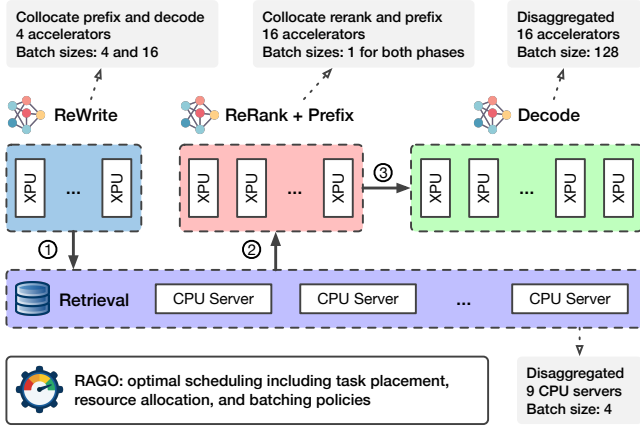 Collocate prefix and decode
4 accelerators
Batch sizes: 4 and 16
Collocate rerank and prefix
16 accelerators
Batch sizes: 1 for both phases
Disaggregated
16 accelerators
Batch size: 128
ReWrite
ReRank + Prefix
Decode
XPU
...
XPU
XPU
XPU
...
XPU
XPU
XPU
...
XPU
XPU
3
1
2
Retrieval
CPU Server
CPU Server
...
CPU Server
RAGO: optimal scheduling including task placement,
resource allocation, and batching policies
Disaggregated
9 CPU servers
Batch size: 4